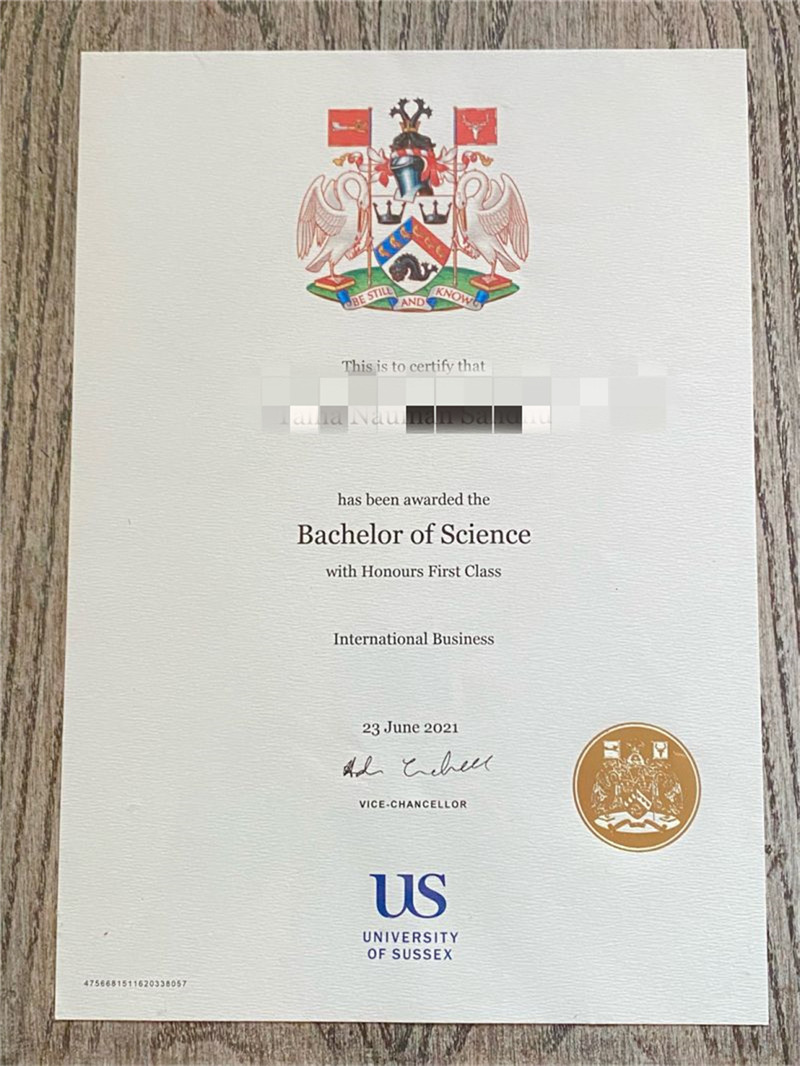 BE STILL AND KNOW
This is to certify that
has been awarded the
Bachelor of Science
with Honours First Class
International Business
23 June 2021
VICE-CHANCELLOR
US
UNIVERSITY
OF SUSSEX
4756681511620338057